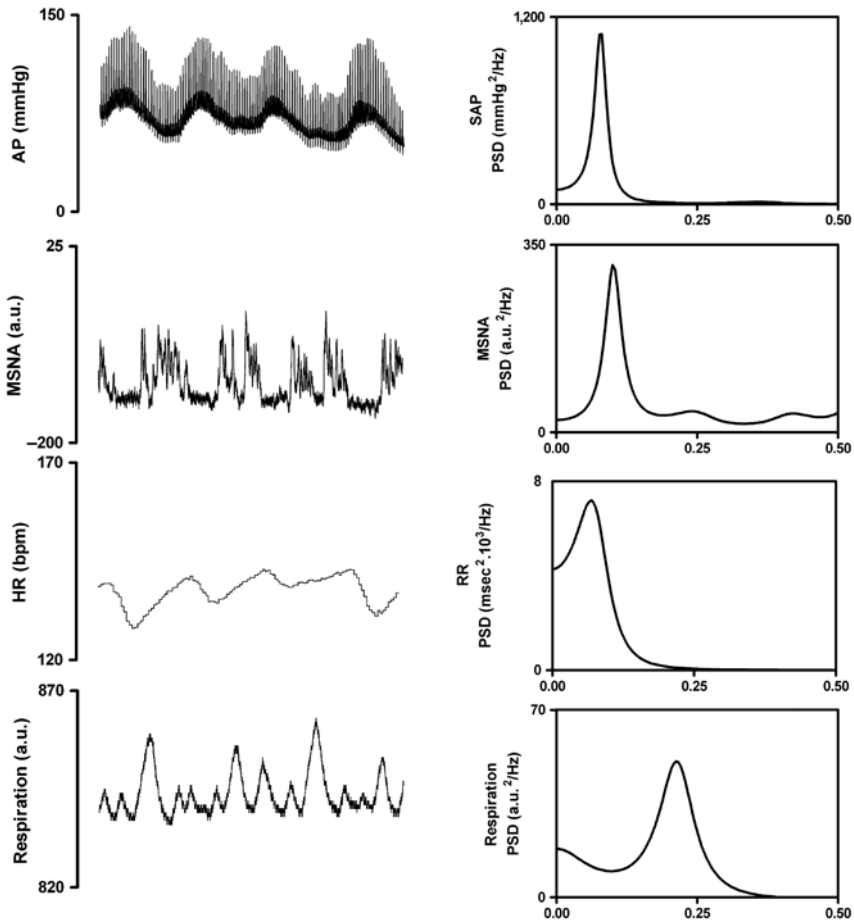 150
AP (mmHg)
0
1,200
SAP
PSD (mmHg²/Hz)
0
0.00 0.25 0.50
25
MSNA (a.u.)
–200
350
MSNA
PSD (a.u.²/Hz)
0
0.00 0.25 0.50
170
HR (bpm)
120
8
RR
PSD (msec².10³/Hz)
0
0.00 0.25 0.50
870
Respiration (a.u.)
820
70
Respiration
PSD (a.u.²/Hz)
0
0.00 0.25 0.50